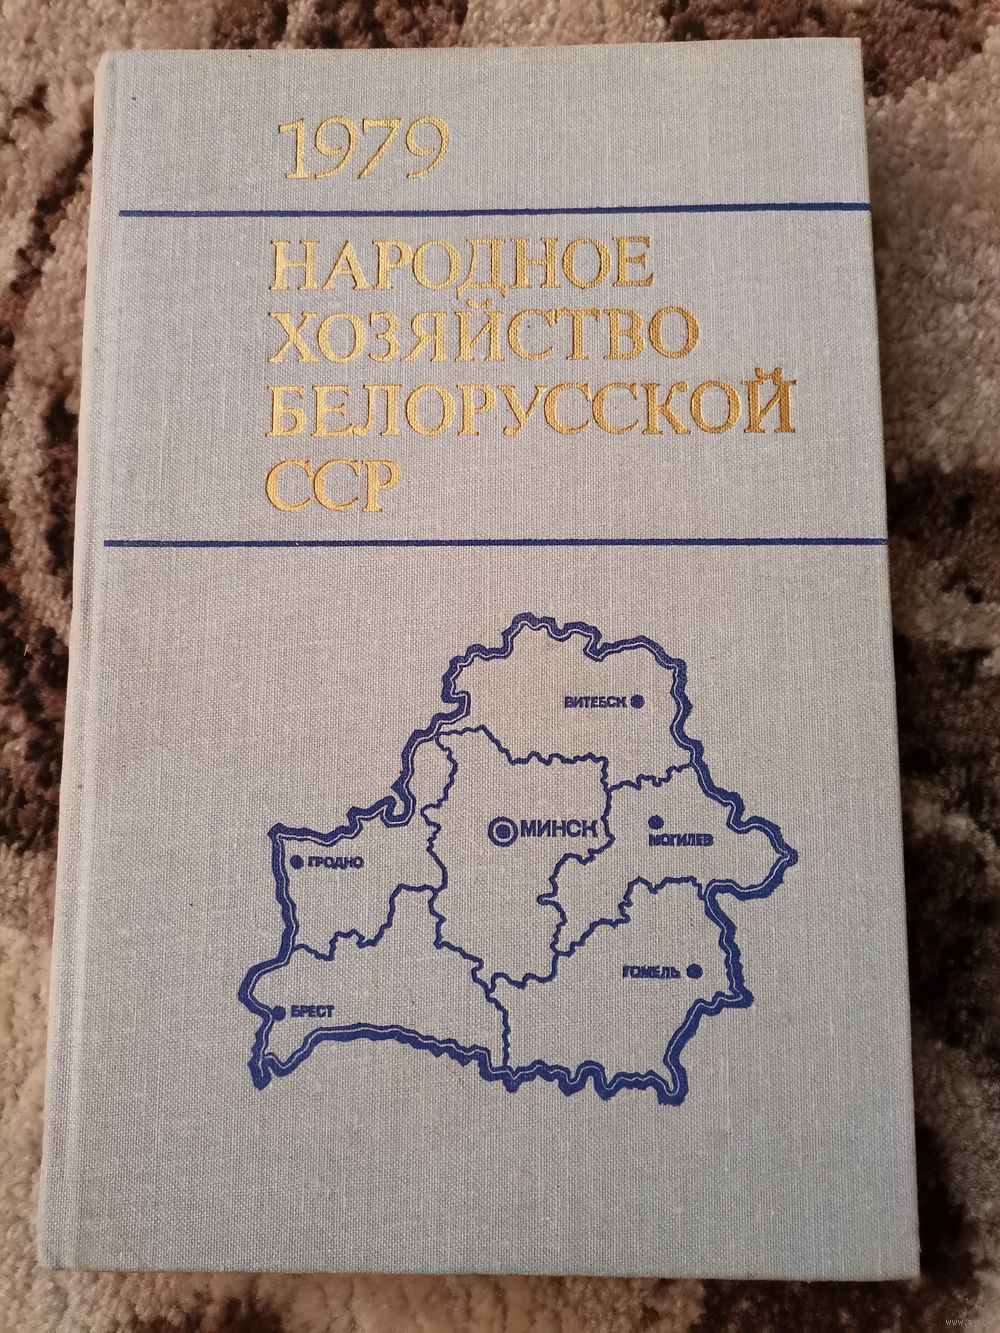 1979
НАРОДНОЕ
ХОЗЯЙСТВО
БЕЛОРУССКОЙ
ССР
ВИТЕБСК
МИНСК
МОГИЛЕВ
ГРОДНО
ГОМЕЛЬ
БРЕСТ